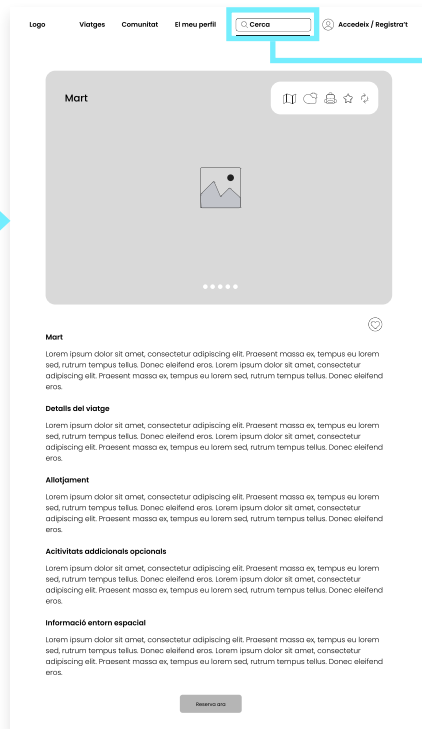 Logo Viatges Comunitat El meu perfil Cerca Accedeix / Registra't
Mart
Mart
Lorem ipsum dolor sit amet, consectetur adipiscing elit. Praesent massa ex, tempus eu lorem
sed, rutrum tempus tellus. Donec eleifend eros. Lorem ipsum dolor sit amet, consectetur
adipiscing elit. Praesent massa ex, tempus eu lorem sed, rutrum tempus tellus. Donec eleifend
eros.
Detalls del viatge
Lorem ipsum dolor sit amet, consectetur adipiscing elit. Praesent massa ex, tempus eu lorem
sed, rutrum tempus tellus. Donec eleifend eros. Lorem ipsum dolor sit amet, consectetur
adipiscing elit. Praesent massa ex, tempus eu lorem sed, rutrum tempus tellus. Donec eleifend
eros.
Allotjament
Lorem ipsum dolor sit amet, consectetur adipiscing elit. Praesent massa ex, tempus eu lorem
sed, rutrum tempus tellus. Donec eleifend eros. Lorem ipsum dolor sit amet, consectetur
adipiscing elit. Praesent massa ex, tempus eu lorem sed, rutrum tempus tellus. Donec eleifend
eros.
Acitivitats addicionals opcionals
Lorem ipsum dolor sit amet, consectetur adipiscing elit. Praesent massa ex, tempus eu lorem
sed, rutrum tempus tellus. Donec eleifend eros. Lorem ipsum dolor sit amet, consectetur
adipiscing elit. Praesent massa ex, tempus eu lorem sed, rutrum tempus tellus. Donec eleifend
eros.
Informació entorn espacial
Lorem ipsum dolor sit amet, consectetur adipiscing elit. Praesent massa ex, tempus eu lorem
sed, rutrum tempus tellus. Donec eleifend eros. Lorem ipsum dolor sit amet, consectetur
adipiscing elit. Praesent massa ex, tempus eu lorem sed, rutrum tempus tellus. Donec eleifend
eros.
Reserva ara